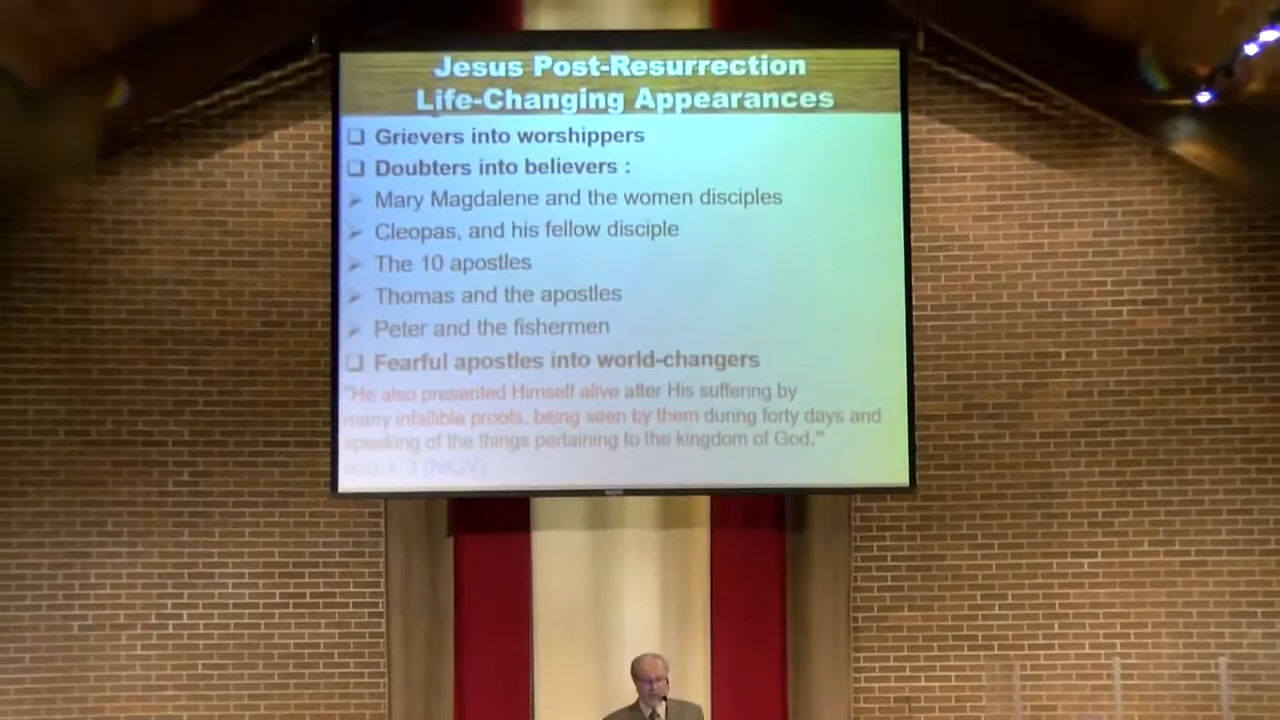 Jesus Post-Resurrection
Life-Changing Appearances
❑ Grievers into worshippers
❑ Doubters into believers :
➢ Mary Magdalene and the women disciples
➢ Cleopas, and his fellow disciple
➢ The 10 apostles
➢ Thomas and the apostles
➢ Peter and the fishermen
❑ Fearful apostles into world-changers
"He also presented Himself alive after His suffering by
many infallible proofs, being seen by them during forty days and
speaking of the things pertaining to the kingdom of God."
(NKJV)